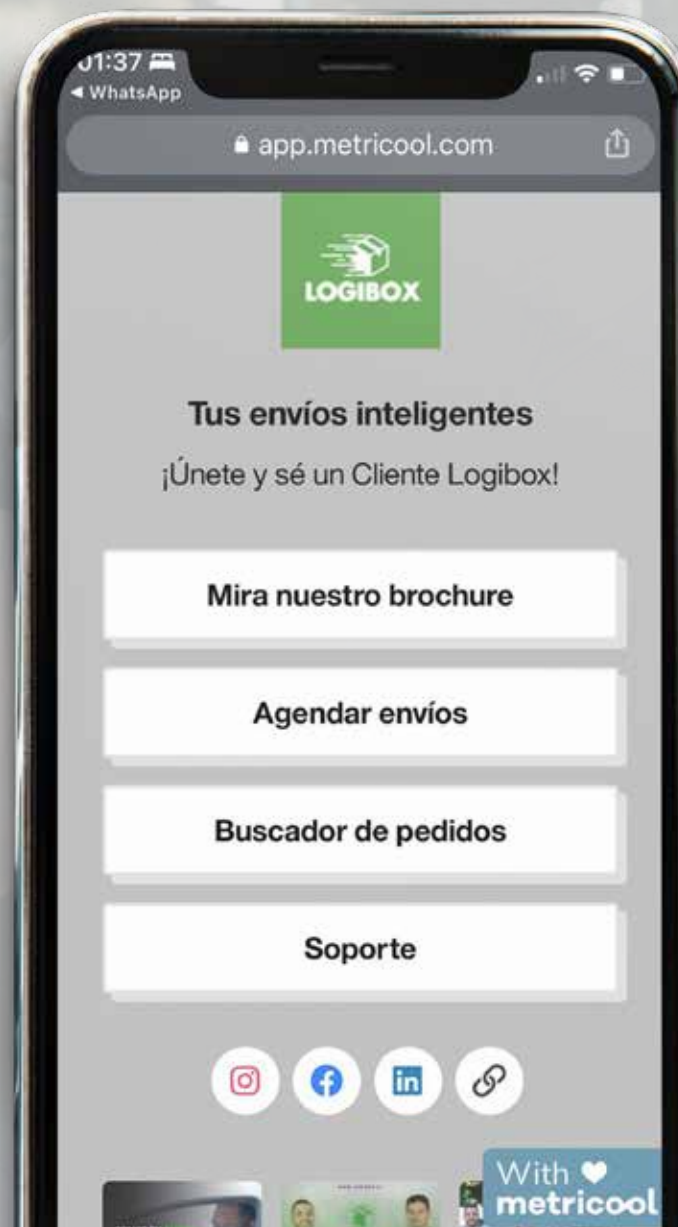 01:37
WhatsApp
app.metricool.com
LOGIBOX
Tus envíos inteligentes
¡Únete y sé un Cliente Logibox!
Mira nuestro brochure
Agendar envíos
Buscador de pedidos
Soporte
in
With
metricool